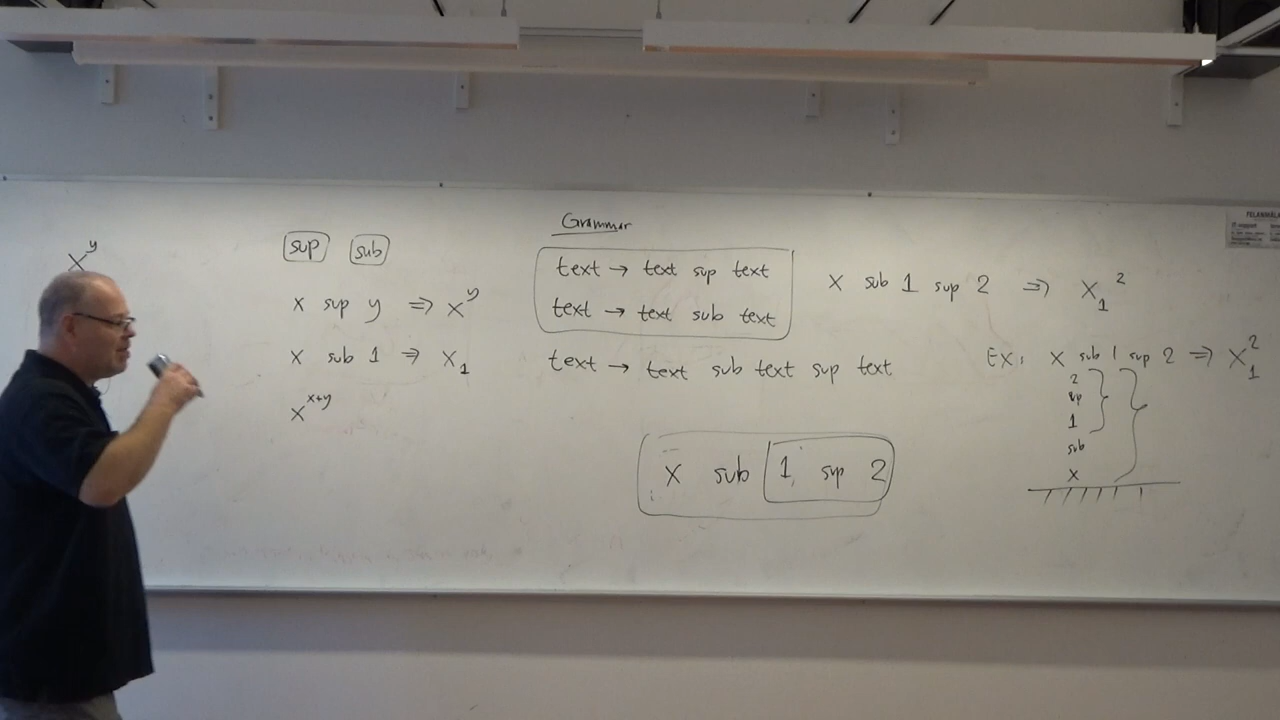 x^y
sup sub
x sup y ⇒ x^y
x sub 1 ⇒ x_1
x^x+y
Grammar
text → text sup text
text → text sub text
text → text sub text sup text
x sub 1 sup 2
x sub 1 sup 2 ⇒ x_1 ^2
Ex: x sub 1 sup 2 ⇒ x_1^2
2
sup
1
sub
x
FELANMÄLA